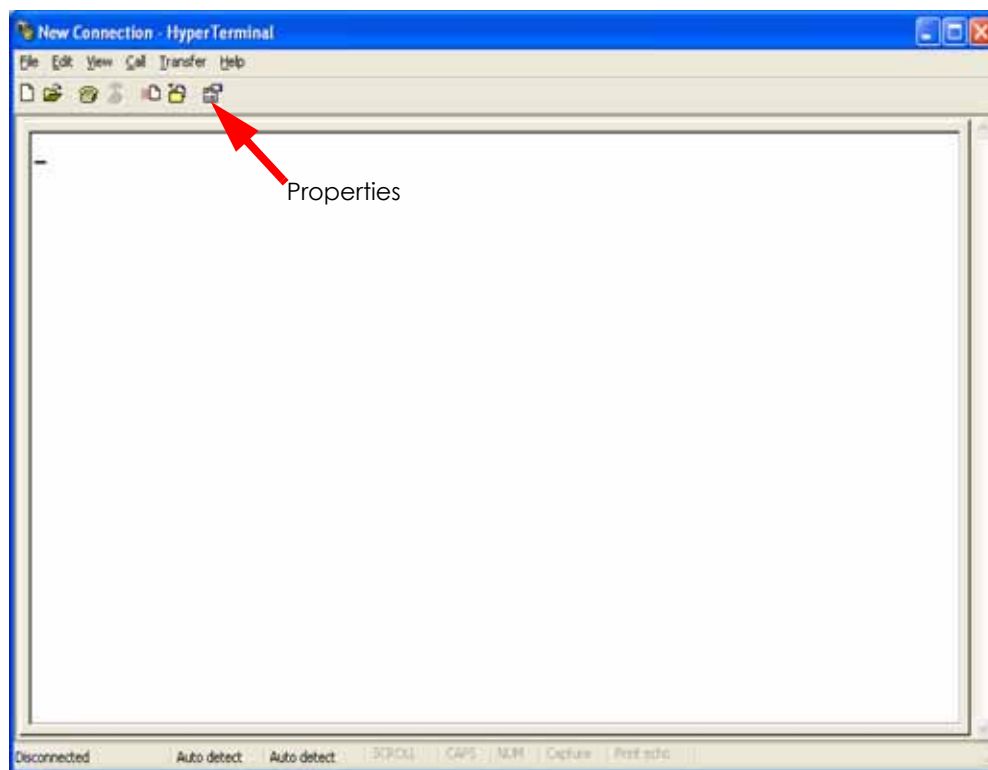 New Connection - HyperTerminal
File Edit View Call Transfer Help
Properties
Disconnected Auto detect Auto detect SCROLL CAPS NUM Capture Print echo